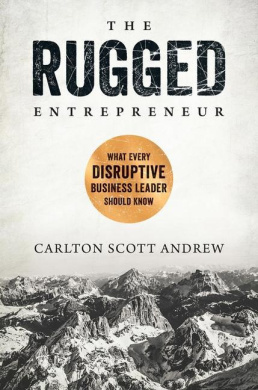 THE
RUGGED
ENTREPRENEUR
WHAT EVERY
DISRUPTIVE
BUSINESS LEADER
SHOULD KNOW
CARLTON SCOTT ANDREW